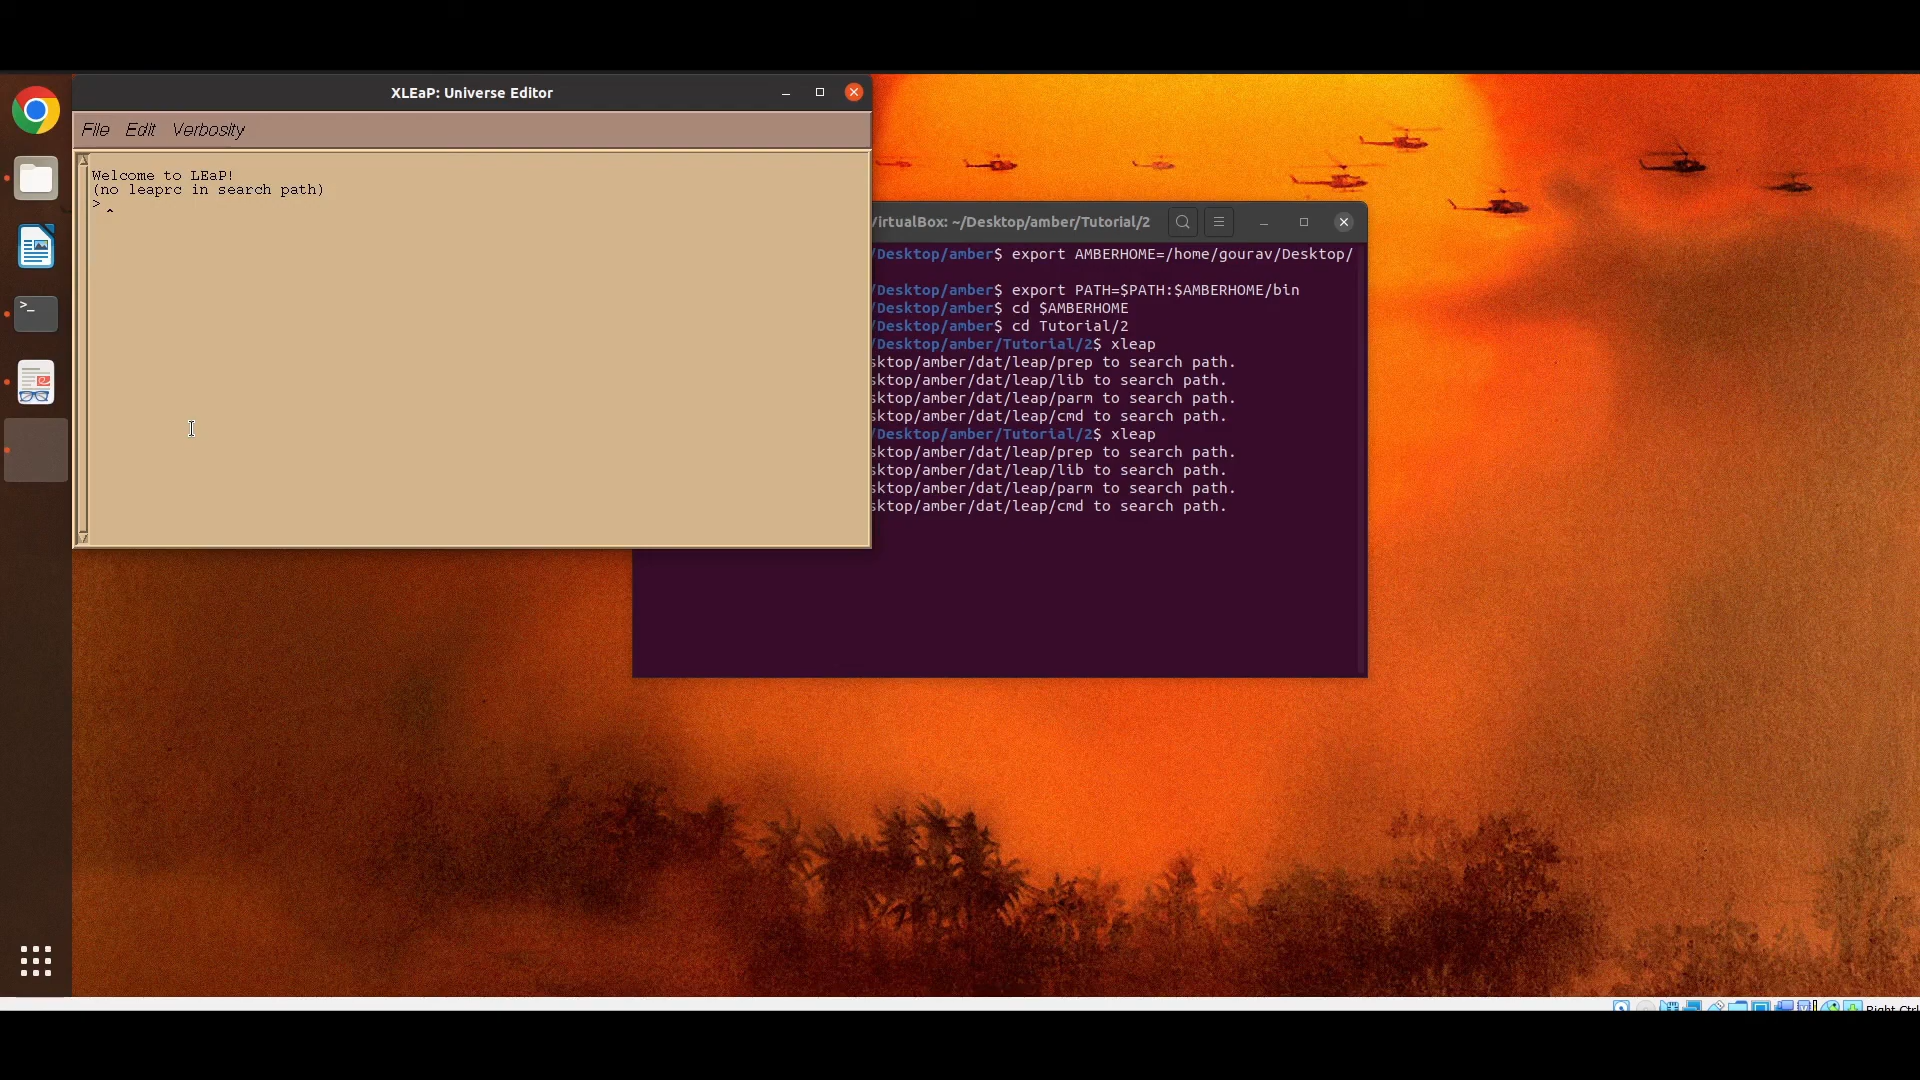 XLEaP: Universe Editor
File Edit Verbosity
Welcome to LEaP!
(no leaprc in search path)
>
VirtualBox: ~/Desktop/amber/Tutorial/2
/Desktop/amber$ export AMBERHOME=/home/gourav/Desktop/
/Desktop/amber$ export PATH=$PATH:$AMBERHOME/bin
/Desktop/amber$ cd $AMBERHOME
/Desktop/amber$ cd Tutorial/2
/Desktop/amber/Tutorial/2$ xleap
sktop/amber/dat/leap/prep to search path.
sktop/amber/dat/leap/lib to search path.
sktop/amber/dat/leap/parm to search path.
sktop/amber/dat/leap/cmd to search path.
/Desktop/amber/Tutorial/2$ xleap
sktop/amber/dat/leap/prep to search path.
sktop/amber/dat/leap/lib to search path.
sktop/amber/dat/leap/parm to search path.
sktop/amber/dat/leap/cmd to search path.
Right Ctrl